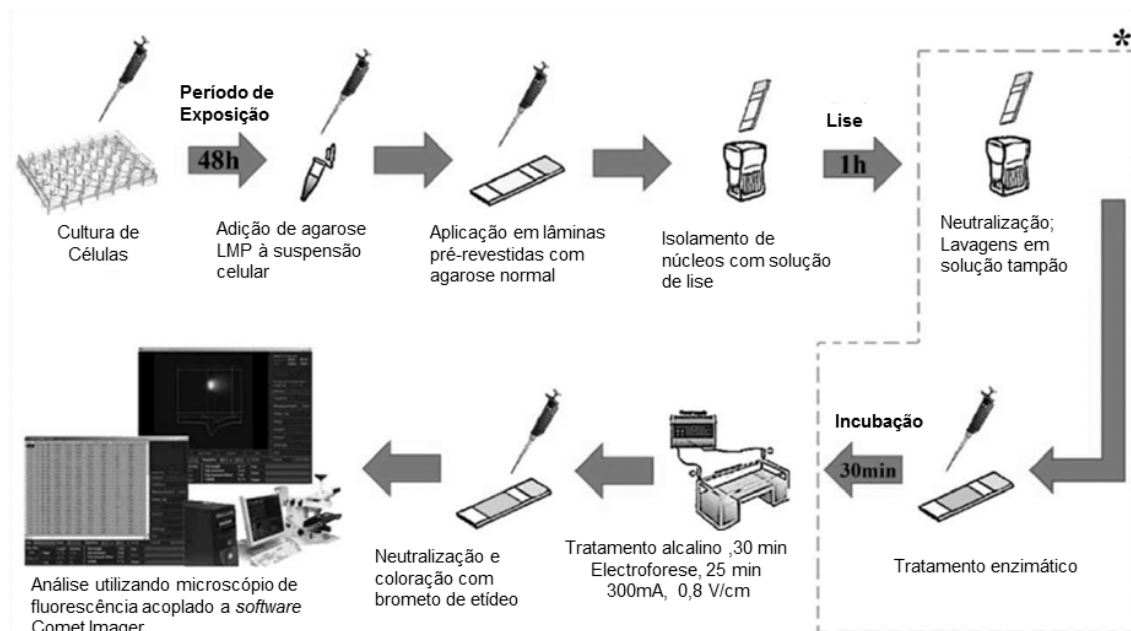 *
Período de
Exposição
48h
Lise
1h
Cultura de
Células
Adição de agarose
LMP à suspensão
celular
Aplicação em lâminas
pré-revestidas com
agarose normal
Isolamento de
núcleos com solução
de lise
Neutralização;
Lavagens em
solução tampão
Incubação
30min
Análise utilizando microscópio de
fluorescência acoplado a software
Comet Imager
Neutralização e
coloração com
brometo de etídeo
Tratamento alcalino ,30 min
Electroforese, 25 min
300mA, 0,8 V/cm
Tratamento enzimático